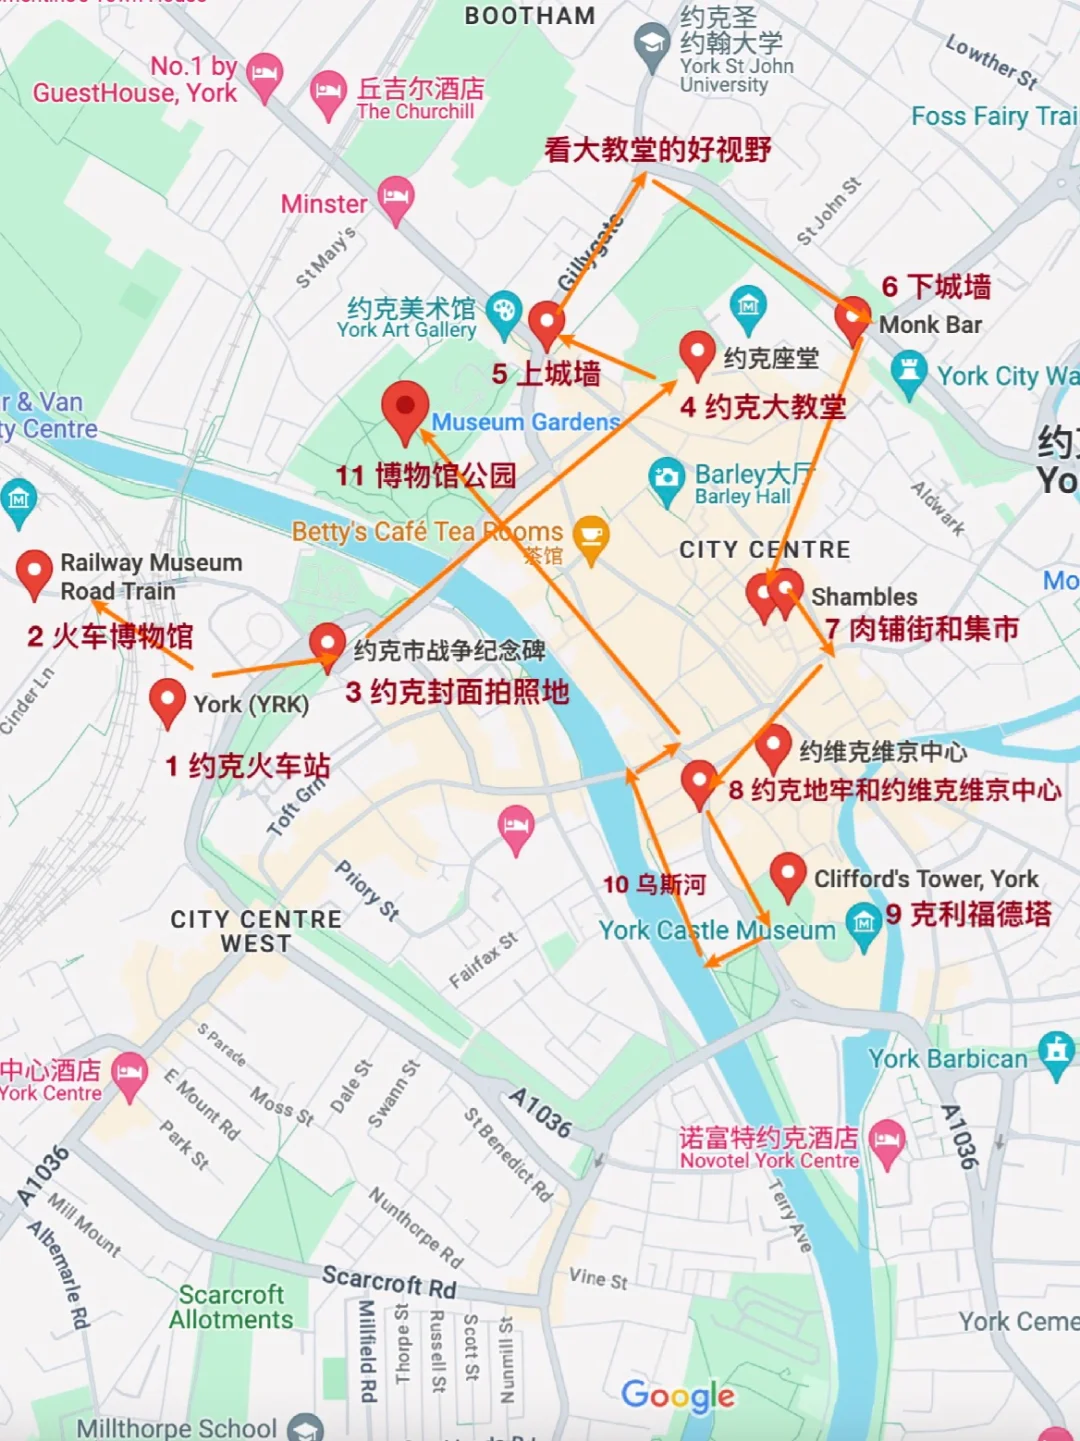 BOOTHAM
约克圣
约翰大学
York St John
University
Lowther St
No.1 by
GuestHouse, York
丘吉尔酒店
The Churchill
Foss Fairy Trai
看大教堂的好视野
Minster
St Mary's
Gillygate
St John St
6 下城墙
Monk Bar
约克美术馆
York Art Gallery
5 上城墙
约克座堂
4 约克大教堂
York City Wa
r & Van
ty Centre
Museum Gardens
11 博物馆公园
Barley大厅
Barley Hall
约
Yo
Aldwark
Betty's Café Tea Rooms
茶馆
CITY CENTRE
Railway Museum
Road Train
2 火车博物馆
Mo
Shambles
7 肉铺街和集市
约克市战争纪念碑
3 约克封面拍照地
Cinder Ln
York (YRK)
1 约克火车站
约维克维京中心
8 约克地牢和约维克维京中心
Toft Grn
Priory St
10 乌斯河
Clifford's Tower, York
9 克利福德塔
York Castle Museum
CITY CENTRE
WEST
Fairfax St
S Parade
中心酒店
York Centre
E Mount Rd
Moss St
Dale St
Swann St
Park St
A1036
St Benedict Rd
York Barbican
A1036
诺富特约克酒店
Novotel York Centre
A1036
Mill Mount
Albemarle Rd
Nunthorpe Rd
Terry Ave
Scarcroft Rd
Vine St
Scarcroft
Allotments
Millfield Rd
Thorpe St
Russell St
Scott St
Nunmill St
York Ceme
Google
Millthorpe School